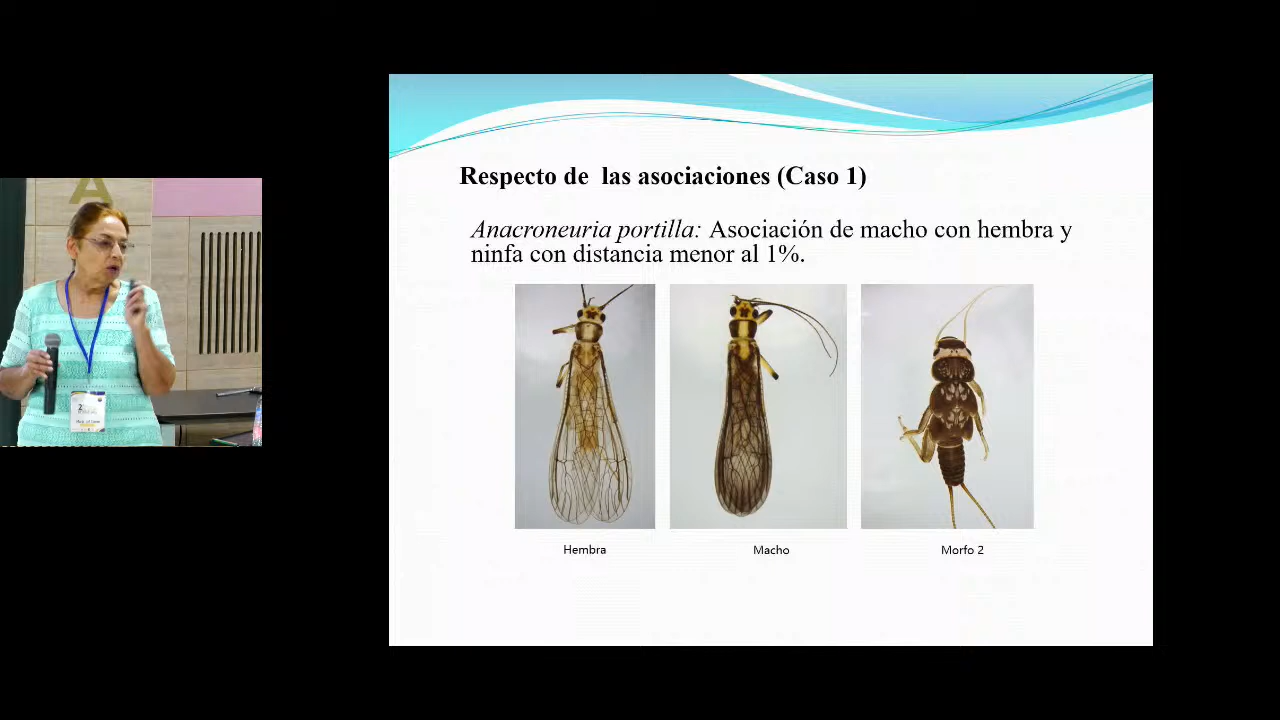 A
Respecto de las asociaciones (Caso 1)
Anacroneuria portilla: Asociación de macho con hembra y
ninfa con distancia menor al 1%.
Hembra
Macho
Morfo 2